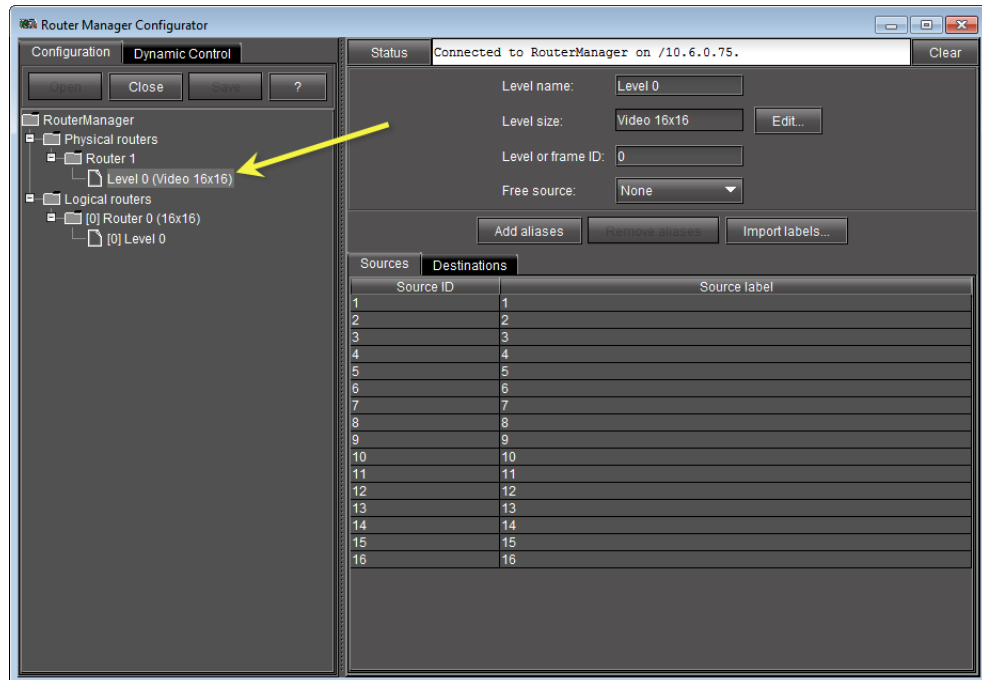 Router Manager Configurator
Configuration Dynamic Control
Open Close Save ?
RouterManager
Physical routers
Router 1
Level 0 (Video 16x16)
Logical routers
[0] Router 0 (16x16)
[0] Level 0
Status Connected to RouterManager on /10.6.0.75. Clear
Level name: Level 0
Level size: Video 16x16 Edit...
Level or frame ID: 0
Free source: None
Add aliases Remove aliases Import labels...
Sources Destinations
Source ID Source label
1 1
2 2
3 3
4 4
5 5
6 6
7 7
8 8
9 9
10 10
11 11
12 12
13 13
14 14
15 15
16 16